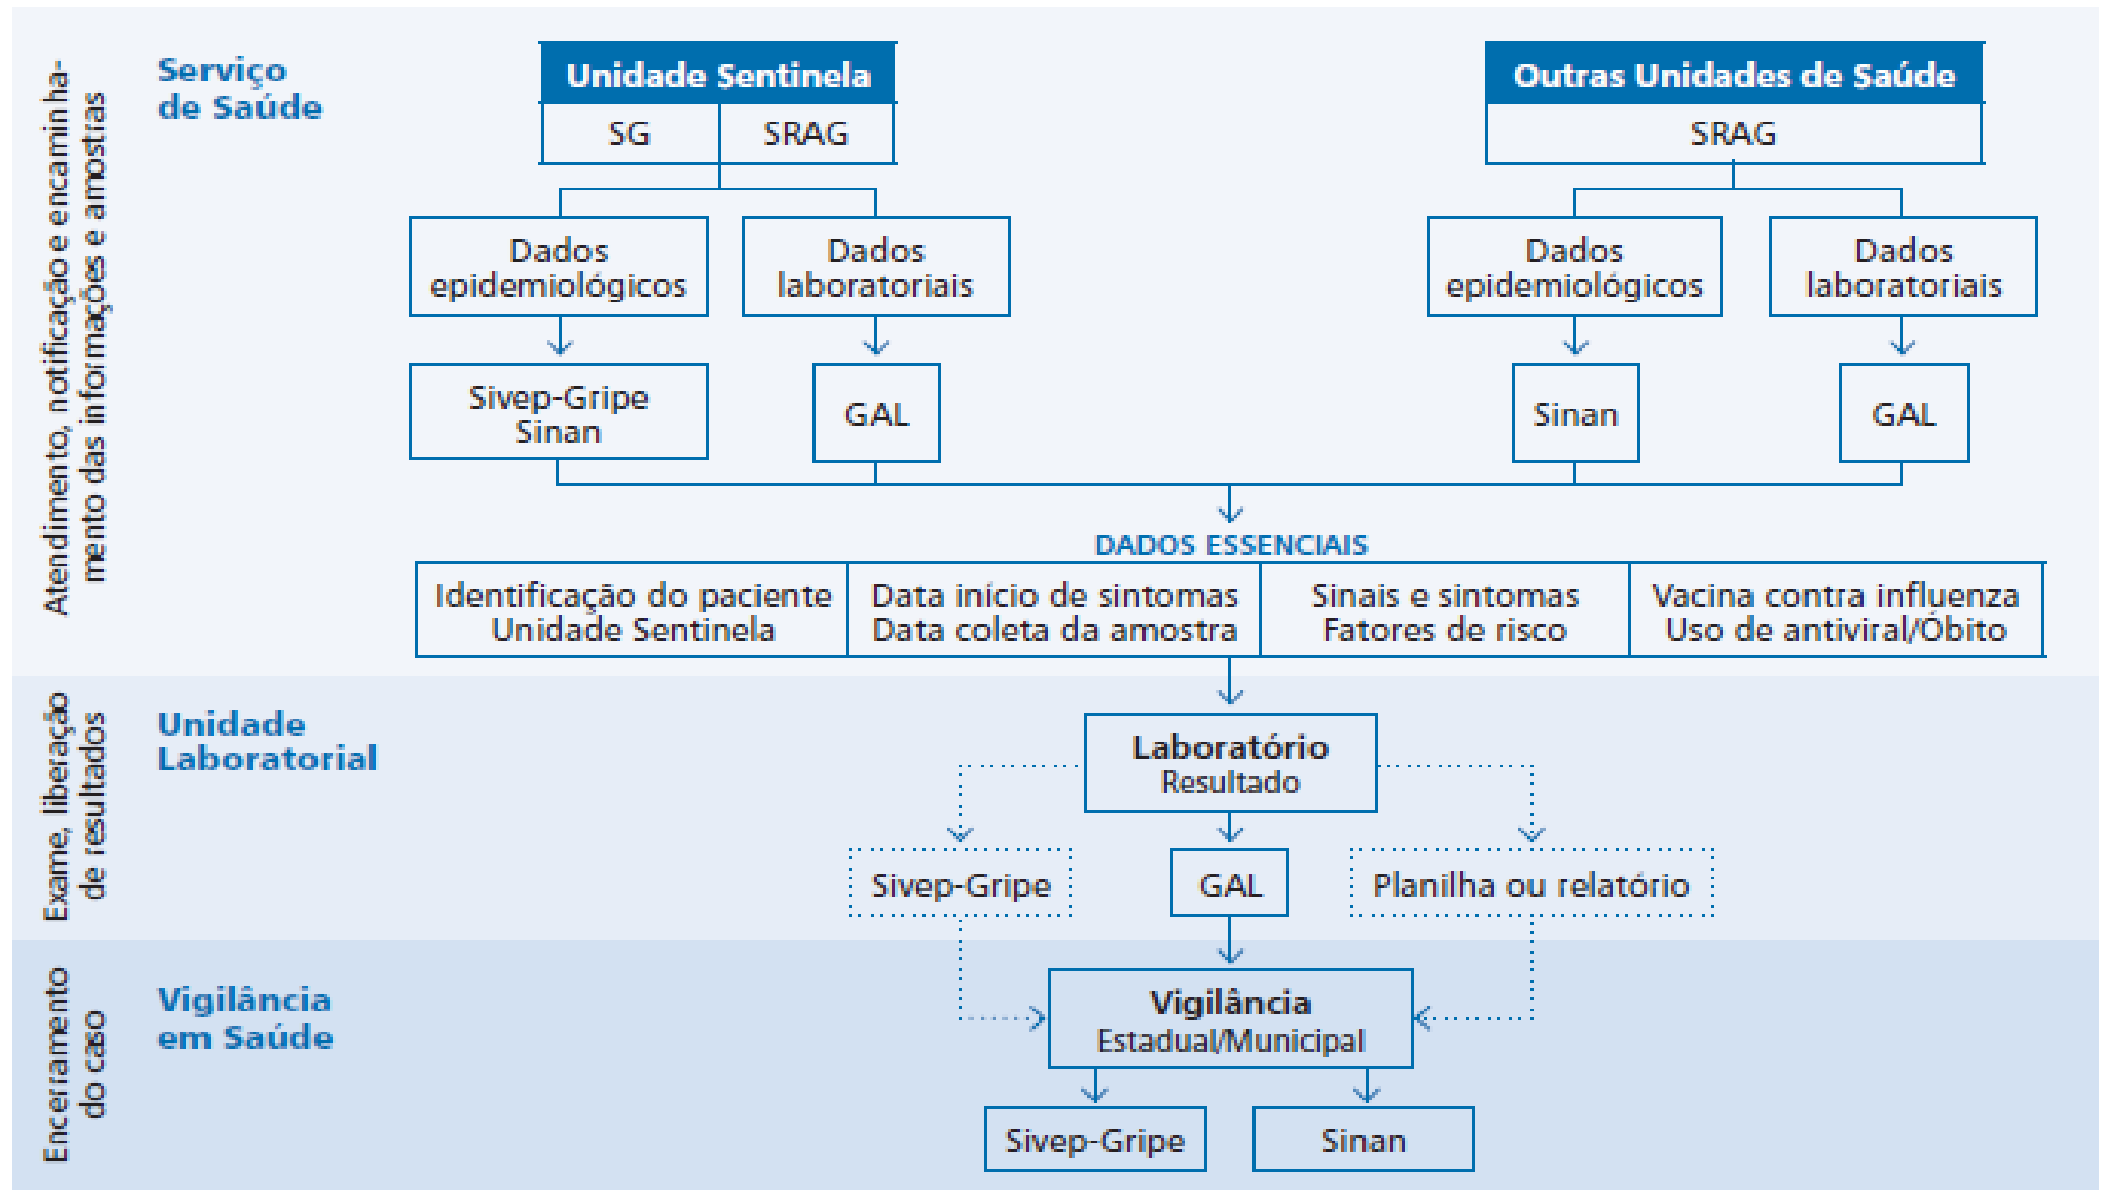 Atendimento, notificação e encaminha-
mento das informações e amostras
Serviço
de Saúde
Unidade Sentinela
SG
SRAG
Outras Unidades de Saúde
SRAG
Dados
epidemiológicos
Dados
laboratoriais
Dados
epidemiológicos
Dados
laboratoriais
Sivep-Gripe
Sinan
GAL
Sinan
GAL
DADOS ESSENCIAIS
Identificação do paciente
Unidade Sentinela
Data início de sintomas
Data coleta da amostra
Sinais e sintomas
Fatores de risco
Vacina contra influenza
Uso de antiviral/Óbito
Exame, liberação
de resultados
Unidade
Laboratorial
Laboratório
Resultado
Sivep-Gripe
GAL
Planilha ou relatório
Encerramento
do caso
Vigilância
em Saúde
Vigilância
Estadual/Municipal
Sivep-Gripe
Sinan